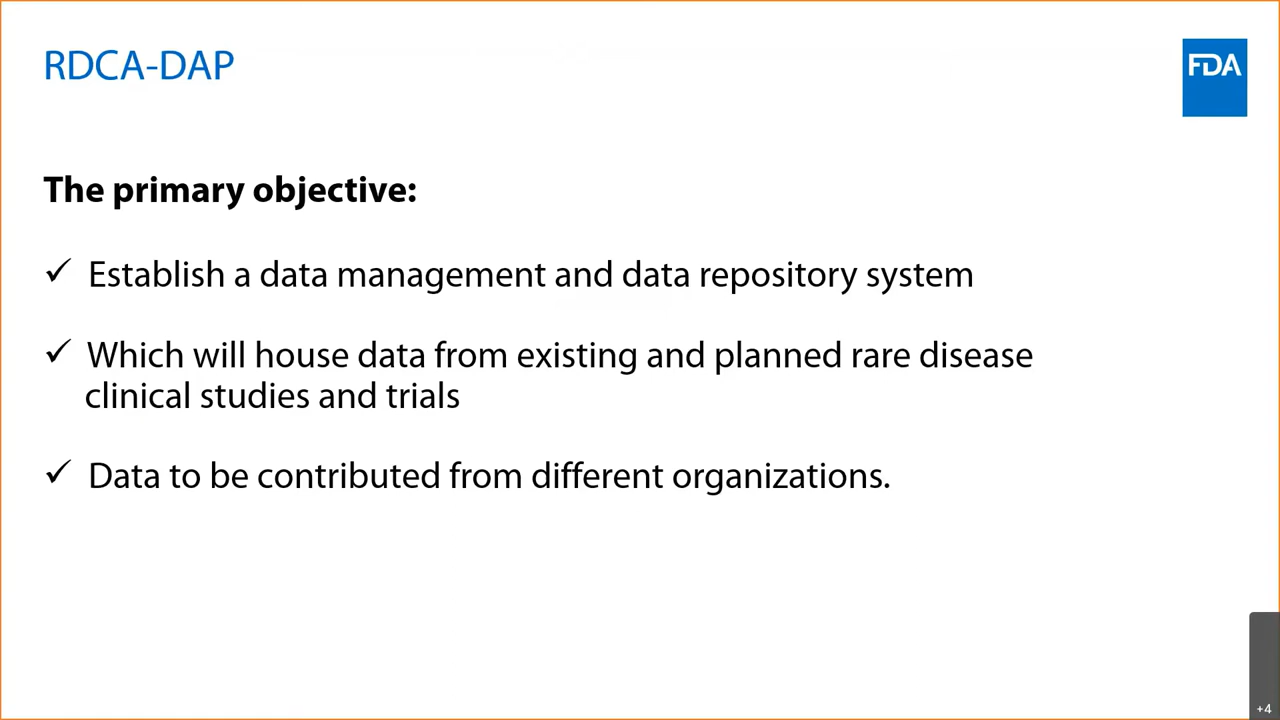 RDCA-DAP
FDA
The primary objective:
✓ Establish a data management and data repository system
✓ Which will house data from existing and planned rare disease
clinical studies and trials
✓ Data to be contributed from different organizations.
+4